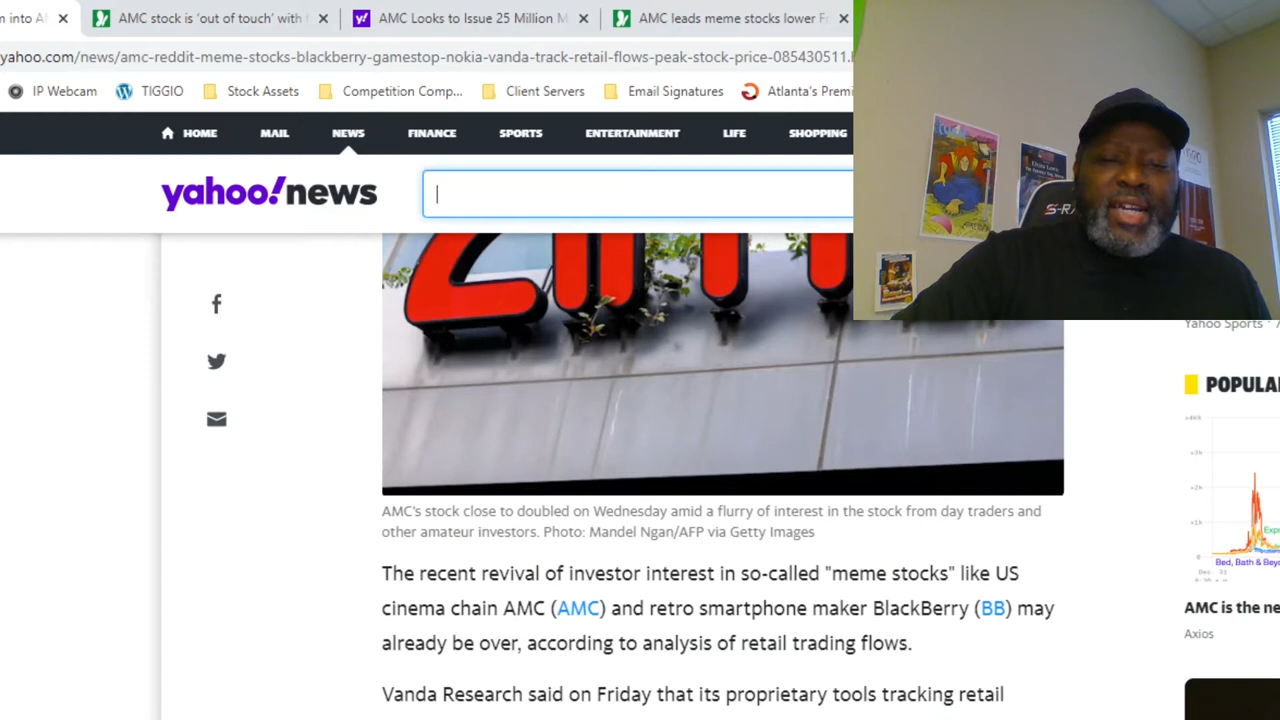 n into A
AMC stock is 'out of touch' with
AMC Looks to Issue 25 Million M
AMC leads meme stocks lower Fr
yahoo.com/news/amc-reddit-meme-stocks-blackberry-gamestop-nokia-vanda-track-retail-flows-peak-stock-price-085430511.h
IP Webcam
TIGGIO
Stock Assets
Competition Comp...
Client Servers
Email Signatures
Atlanta's Premi
HOME
MAIL
NEWS
FINANCE
SPORTS
ENTERTAINMENT
LIFE
SHOPPING
yahoo!news
S-RA
Yahoo Sports
POPULA
Bed, Bath & Beyo
AMC's stock close to doubled on Wednesday amid a flurry of interest in the stock from day traders and
other amateur investors. Photo: Mandel Ngan/AFP via Getty Images
The recent revival of investor interest in so-called "meme stocks" like US
cinema chain AMC (AMC) and retro smartphone maker BlackBerry (BB) may
already be over, according to analysis of retail trading flows.
AMC is the ne
Axios
Vanda Research said on Friday that its proprietary tools tracking retail